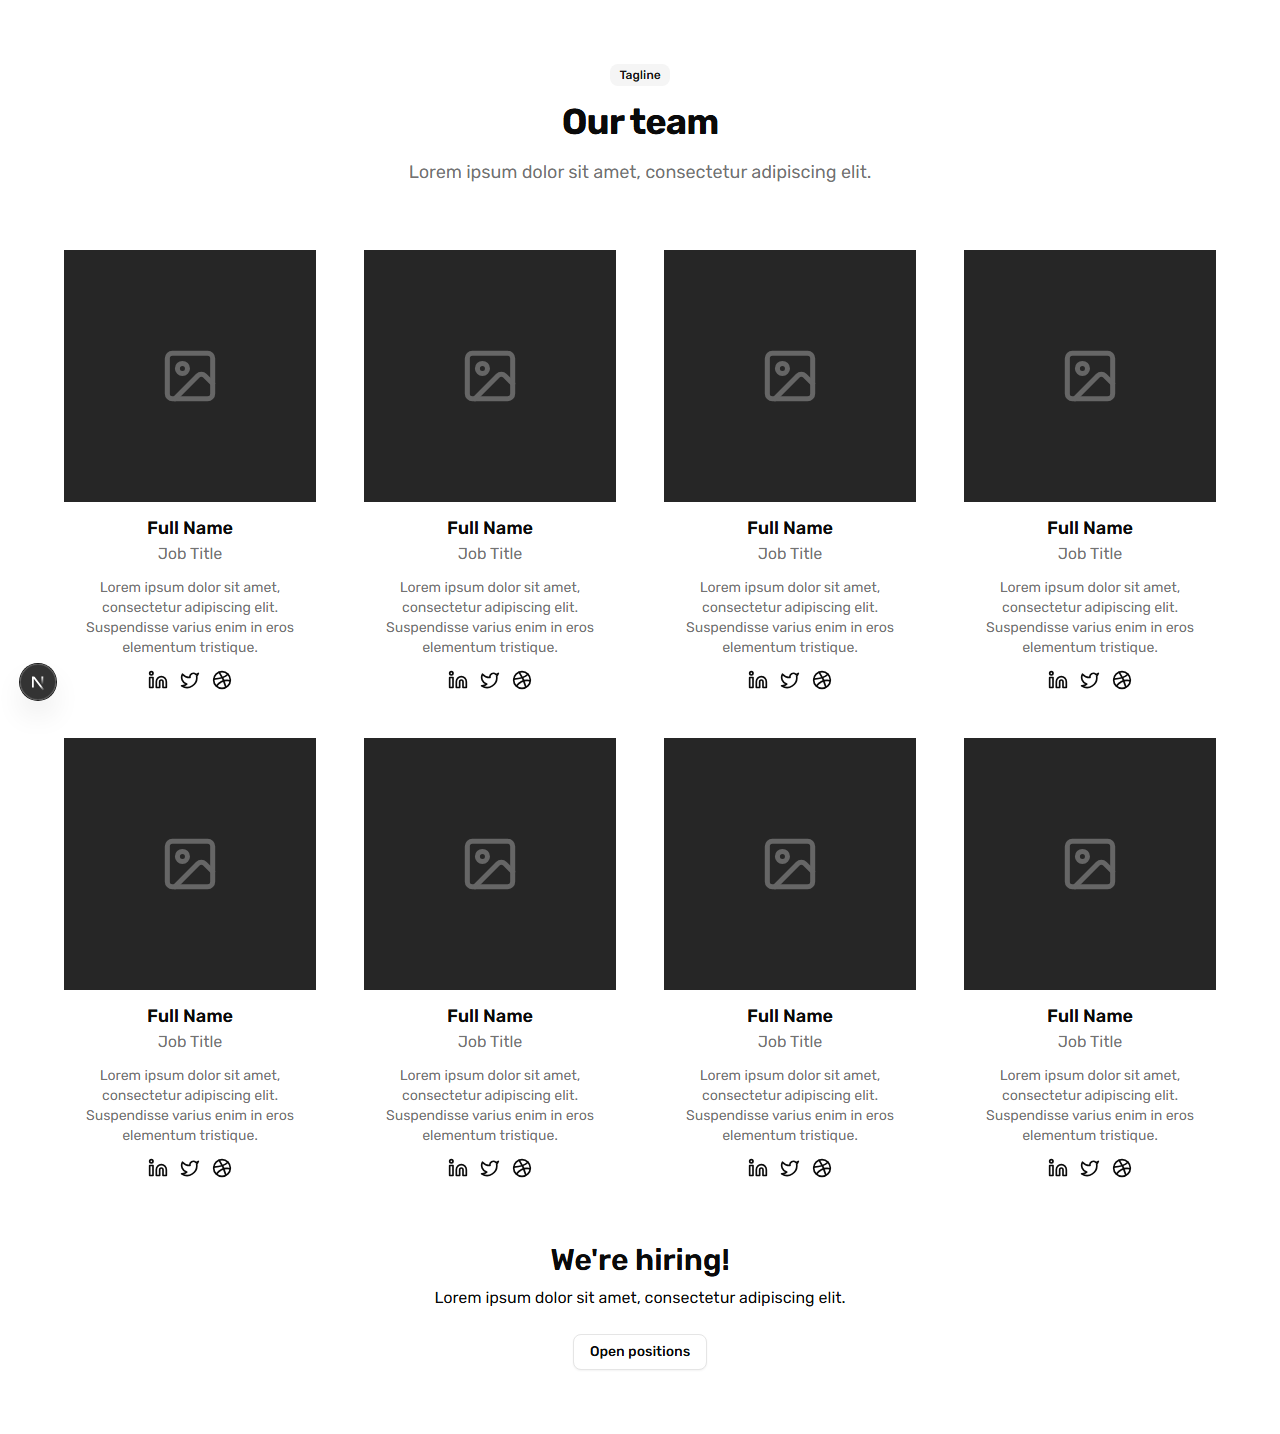 Tagline
Our team
Lorem ipsum dolor sit amet, consectetur adipiscing elit.
Full Name
Job Title
Lorem ipsum dolor sit amet,
consectetur adipiscing elit.
Suspendisse varius enim in eros
elementum tristique.
Full Name
Job Title
Lorem ipsum dolor sit amet,
consectetur adipiscing elit.
Suspendisse varius enim in eros
elementum tristique.
Full Name
Job Title
Lorem ipsum dolor sit amet,
consectetur adipiscing elit.
Suspendisse varius enim in eros
elementum tristique.
Full Name
Job Title
Lorem ipsum dolor sit amet,
consectetur adipiscing elit.
Suspendisse varius enim in eros
elementum tristique.
N
Full Name
Job Title
Lorem ipsum dolor sit amet,
consectetur adipiscing elit.
Suspendisse varius enim in eros
elementum tristique.
Full Name
Job Title
Lorem ipsum dolor sit amet,
consectetur adipiscing elit.
Suspendisse varius enim in eros
elementum tristique.
Full Name
Job Title
Lorem ipsum dolor sit amet,
consectetur adipiscing elit.
Suspendisse varius enim in eros
elementum tristique.
Full Name
Job Title
Lorem ipsum dolor sit amet,
consectetur adipiscing elit.
Suspendisse varius enim in eros
elementum tristique.
We're hiring!
Lorem ipsum dolor sit amet, consectetur adipiscing elit.
Open positions